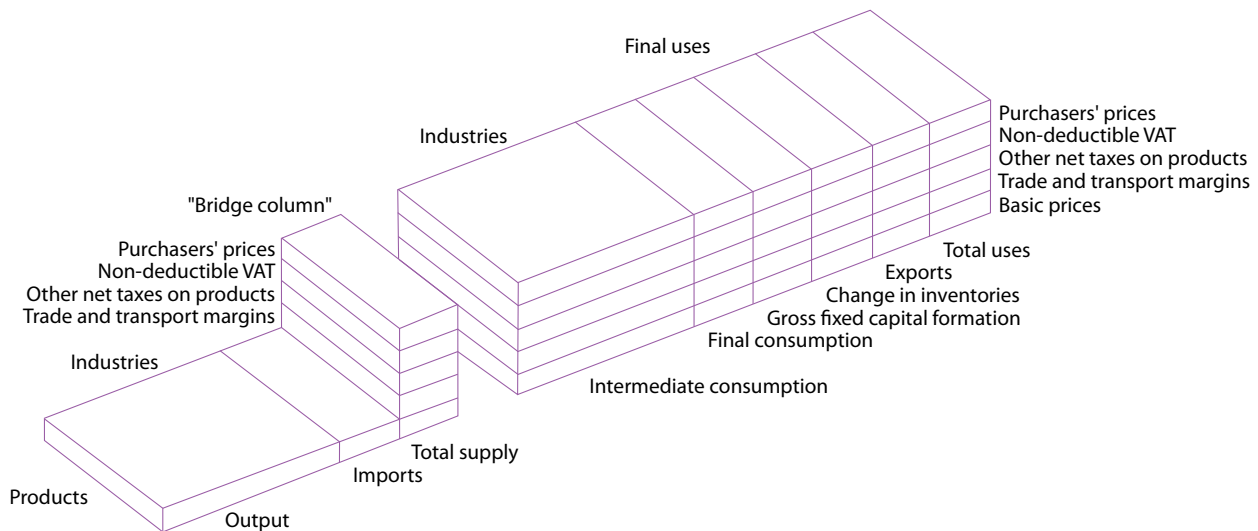 Final uses
Industries
Purchasers' prices
Non-deductible VAT
Other net taxes on products
Trade and transport margins
Basic prices
"Bridge column"
Purchasers' prices
Non-deductible VAT
Other net taxes on products
Trade and transport margins
Total uses
Exports
Change in inventories
Gross fixed capital formation
Final consumption
Intermediate consumption
Industries
Total supply
Imports
Products
Output